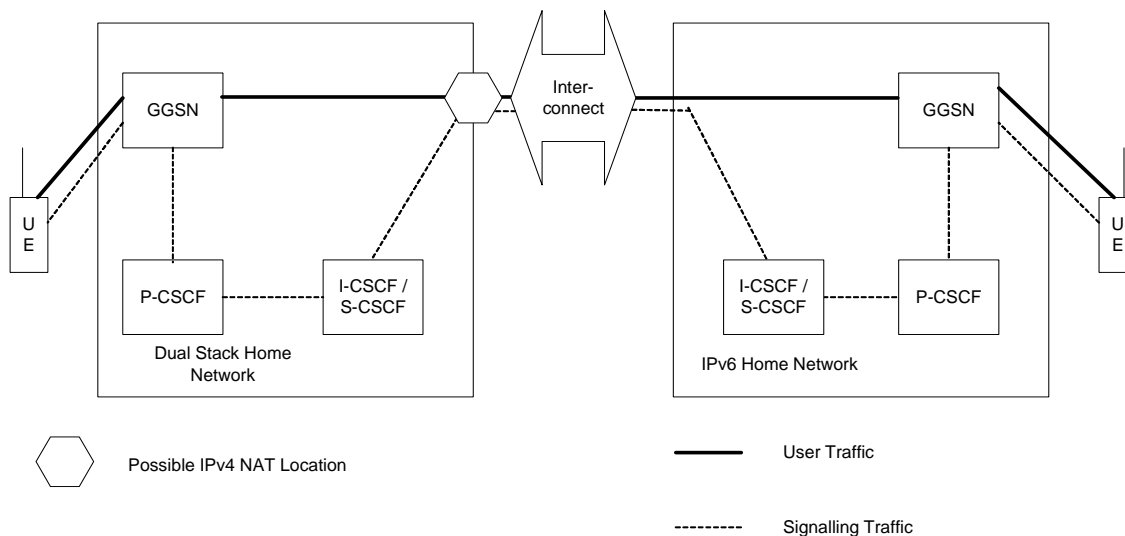 Inter-
connect
GGSN
GGSN
U
E
U
E
P-CSCF
I-CSCF /
S-CSCF
I-CSCF /
S-CSCF
P-CSCF
Dual Stack Home
Network
IPv6 Home Network
Possible IPv4 NAT Location
User Traffic
Signalling Traffic